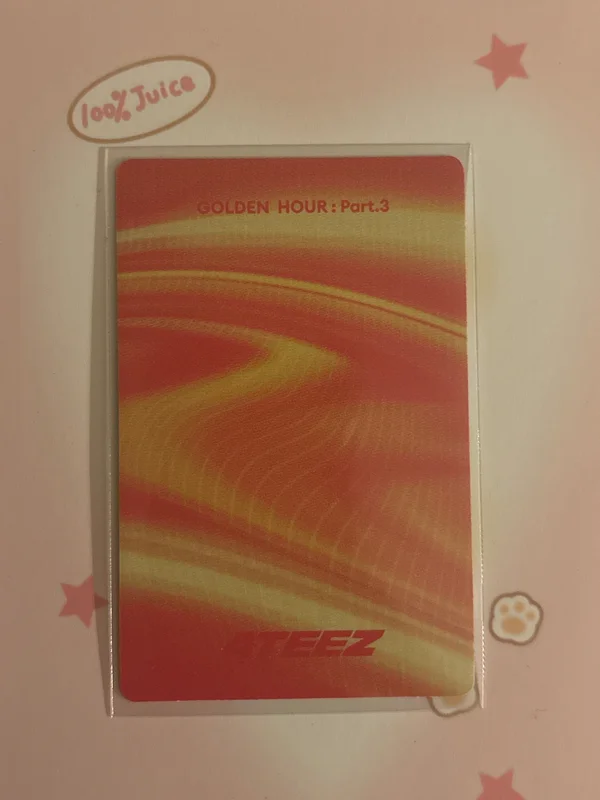 100% Juice
GOLDEN HOUR : Part.3
ATEEZ